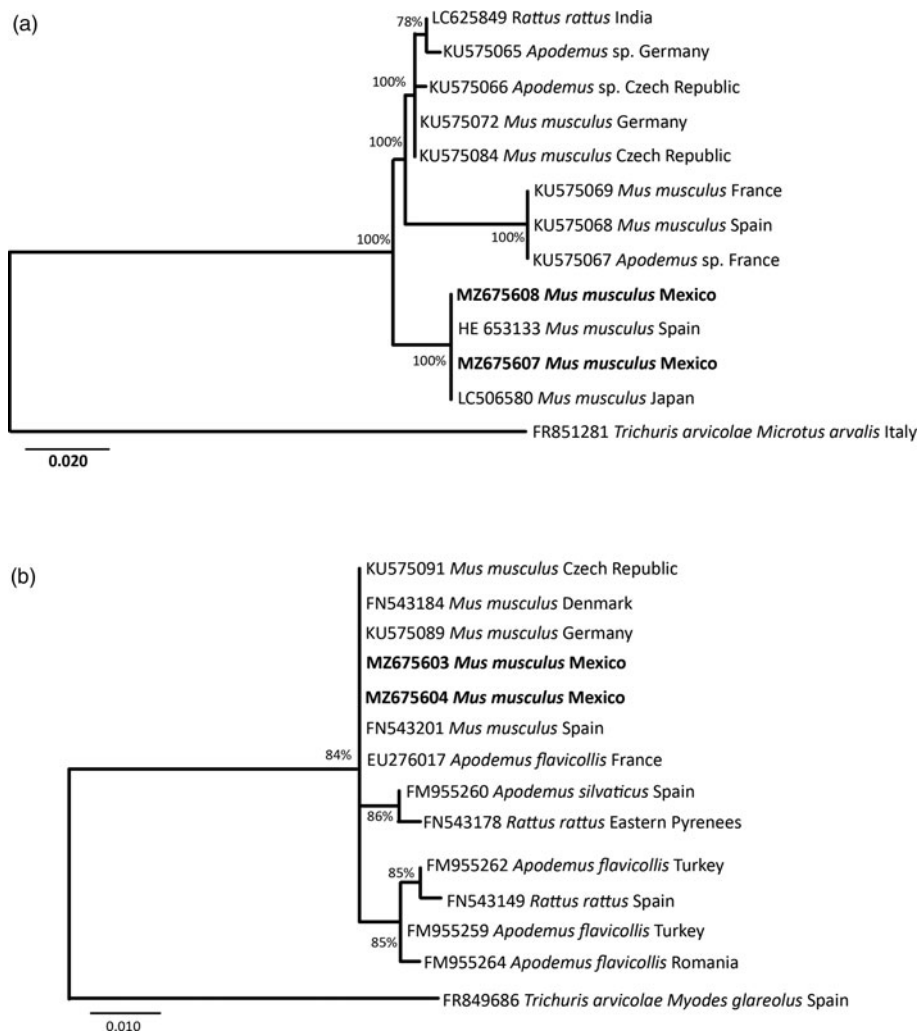 (a)
78%
LC625849 Rattus rattus India
KU575065 Apodemus sp. Germany
100%
KU575066 Apodemus sp. Czech Republic
KU575072 Mus musculus Germany
100%
KU575084 Mus musculus Czech Republic
KU575069 Mus musculus France
KU575068 Mus musculus Spain
100%
100%
KU575067 Apodemus sp. France
MZ675608 Mus musculus Mexico
HE 653133 Mus musculus Spain
100%
MZ675607 Mus musculus Mexico
LC506580 Mus musculus Japan
FR851281 Trichuris arvicolae Microtus arvalis Italy
0.020
(b)
KU575091 Mus musculus Czech Republic
FN543184 Mus musculus Denmark
KU575089 Mus musculus Germany
MZ675603 Mus musculus Mexico
MZ675604 Mus musculus Mexico
FN543201 Mus musculus Spain
84%
EU276017 Apodemus flavicollis France
FM955260 Apodemus silvaticus Spain
86%
FN543178 Rattus rattus Eastern Pyrenees
FM955262 Apodemus flavicollis Turkey
85%
FN543149 Rattus rattus Spain
FM955259 Apodemus flavicollis Turkey
85%
FM955264 Apodemus flavicollis Romania
FR849686 Trichuris arvicolae Myodes glareolus Spain
0.010